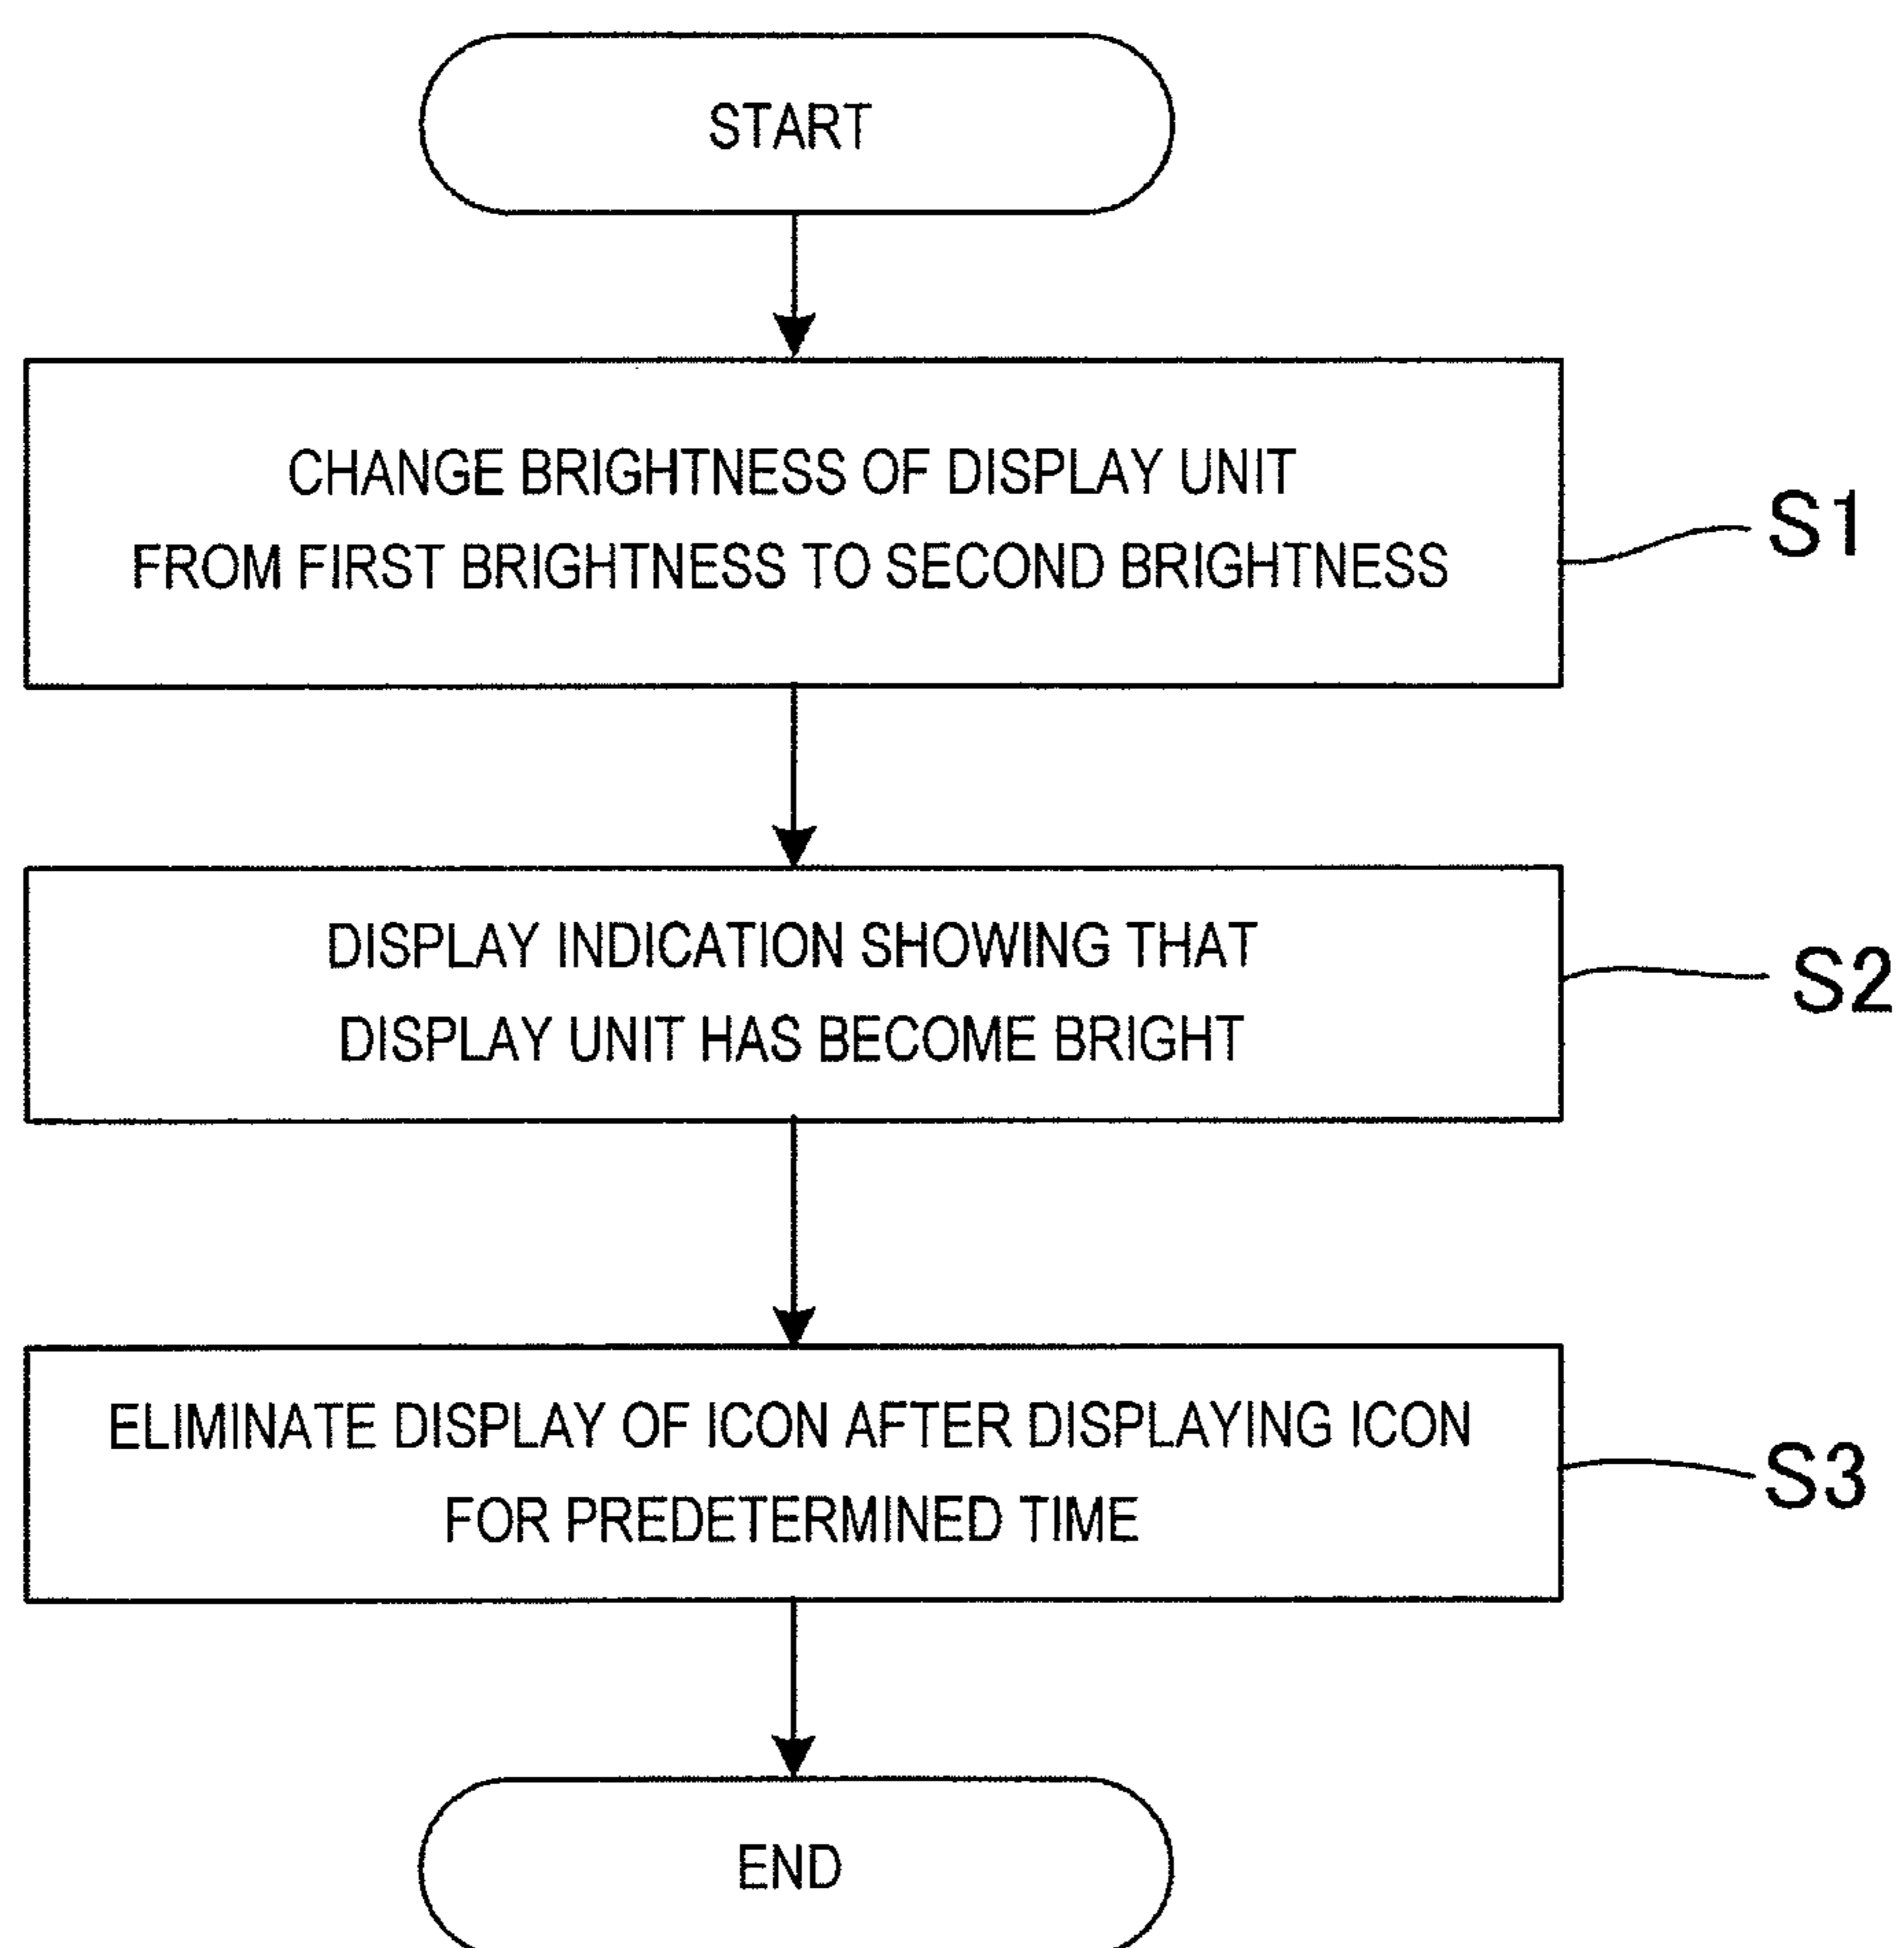 START
CHANGE BRIGHTNESS OF DISPLAY UNIT
FROM FIRST BRIGHTNESS TO SECOND BRIGHTNESS
S1
DISPLAY INDICATION SHOWING THAT
DISPLAY UNIT HAS BECOME BRIGHT
S2
ELIMINATE DISPLAY OF ICON AFTER DISPLAYING ICON
FOR PREDETERMINED TIME
S3
END